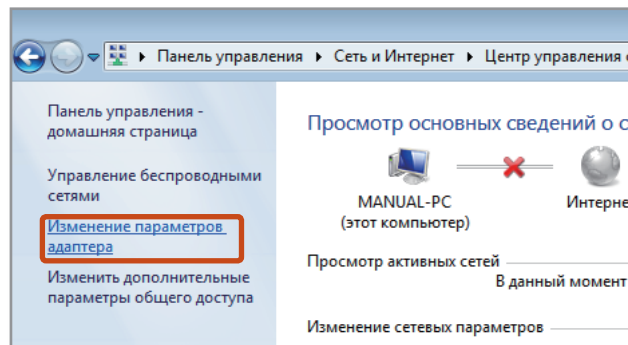 Панель управления ▸ Сеть и Интернет ▸ Центр управления
Панель управления -
домашняя страница
Управление беспроводными
сетями
Изменение параметров
адаптера
Изменить дополнительные
параметры общего доступа
Просмотр основных сведений о с
MANUAL-PC
(этот компьютер)
Интерне
Просмотр активных сетей
В данный момент
Изменение сетевых параметров